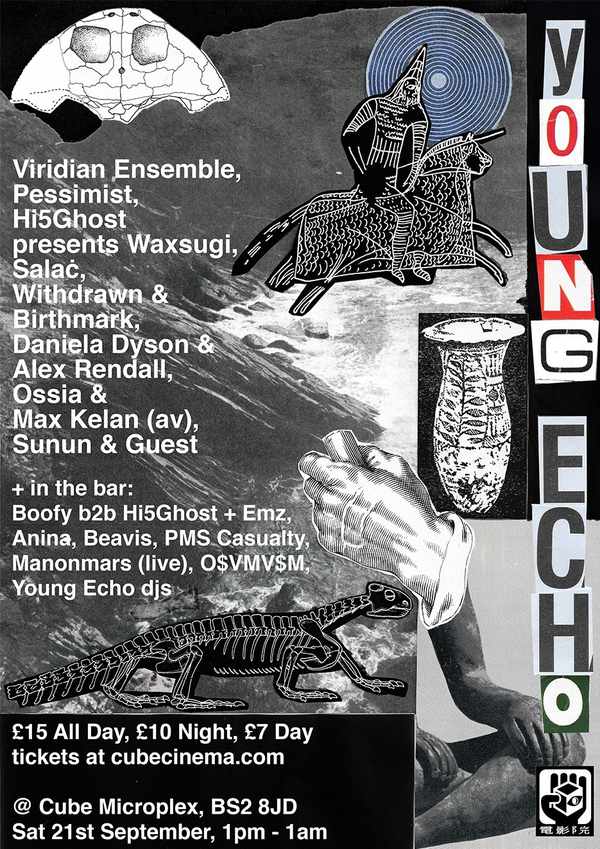 Viridian Ensemble,
Pessimist,
Hi5Ghost
presents Waxsugi,
Salać,
Withdrawn &
Birthmark,
Daniela Dyson &
Alex Rendall,
Ossia &
Max Kelan (av),
Sunun & Guest
+ in the bar:
Boofy b2b Hi5Ghost + Emz,
Anina, Beavis, PMS Casualty,
Manonmars (live), O$VMV$M,
Young Echo djs
£15 All Day, £10 Night, £7 Day
tickets at cubecinema.com
@ Cube Microplex, BS2 8JD
Sat 21st September, 1pm - 1am
yoUNG
ECHo
電影院